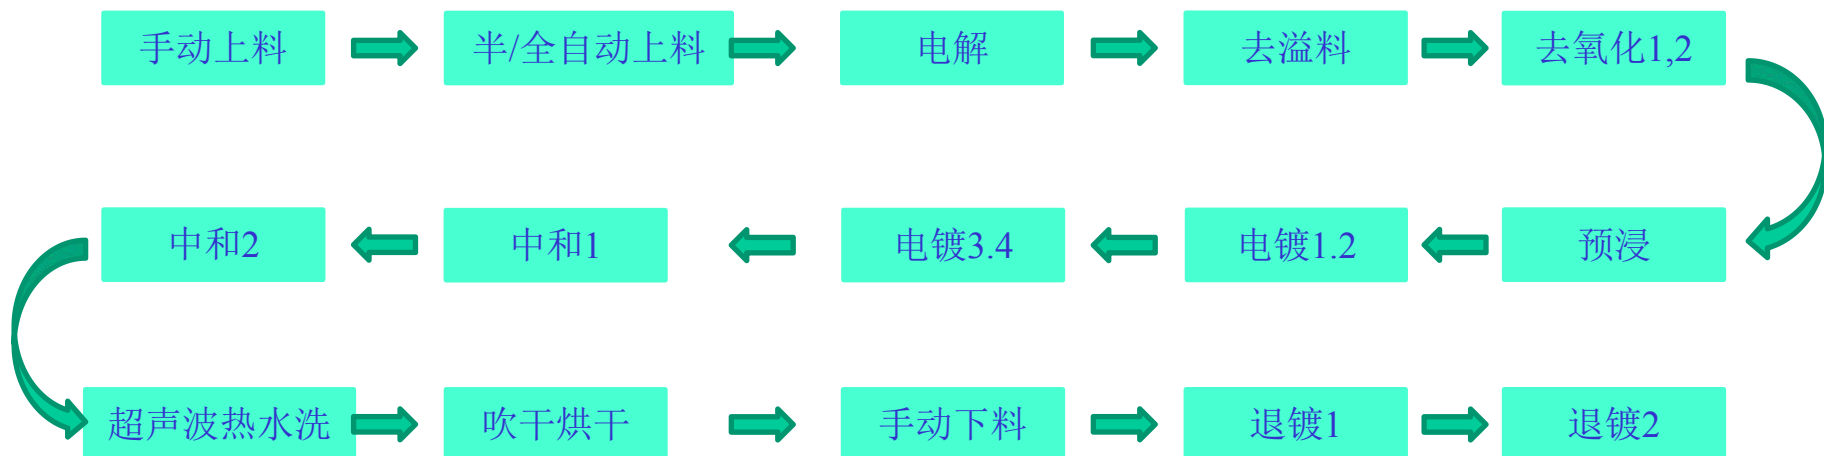 手动上料
半/全自动上料
电解
去溢料
去氧化1,2
预浸
电镀1.2
电镀3.4
中和1
中和2
超声波热水洗
吹干烘干
手动下料
退镀1
退镀2